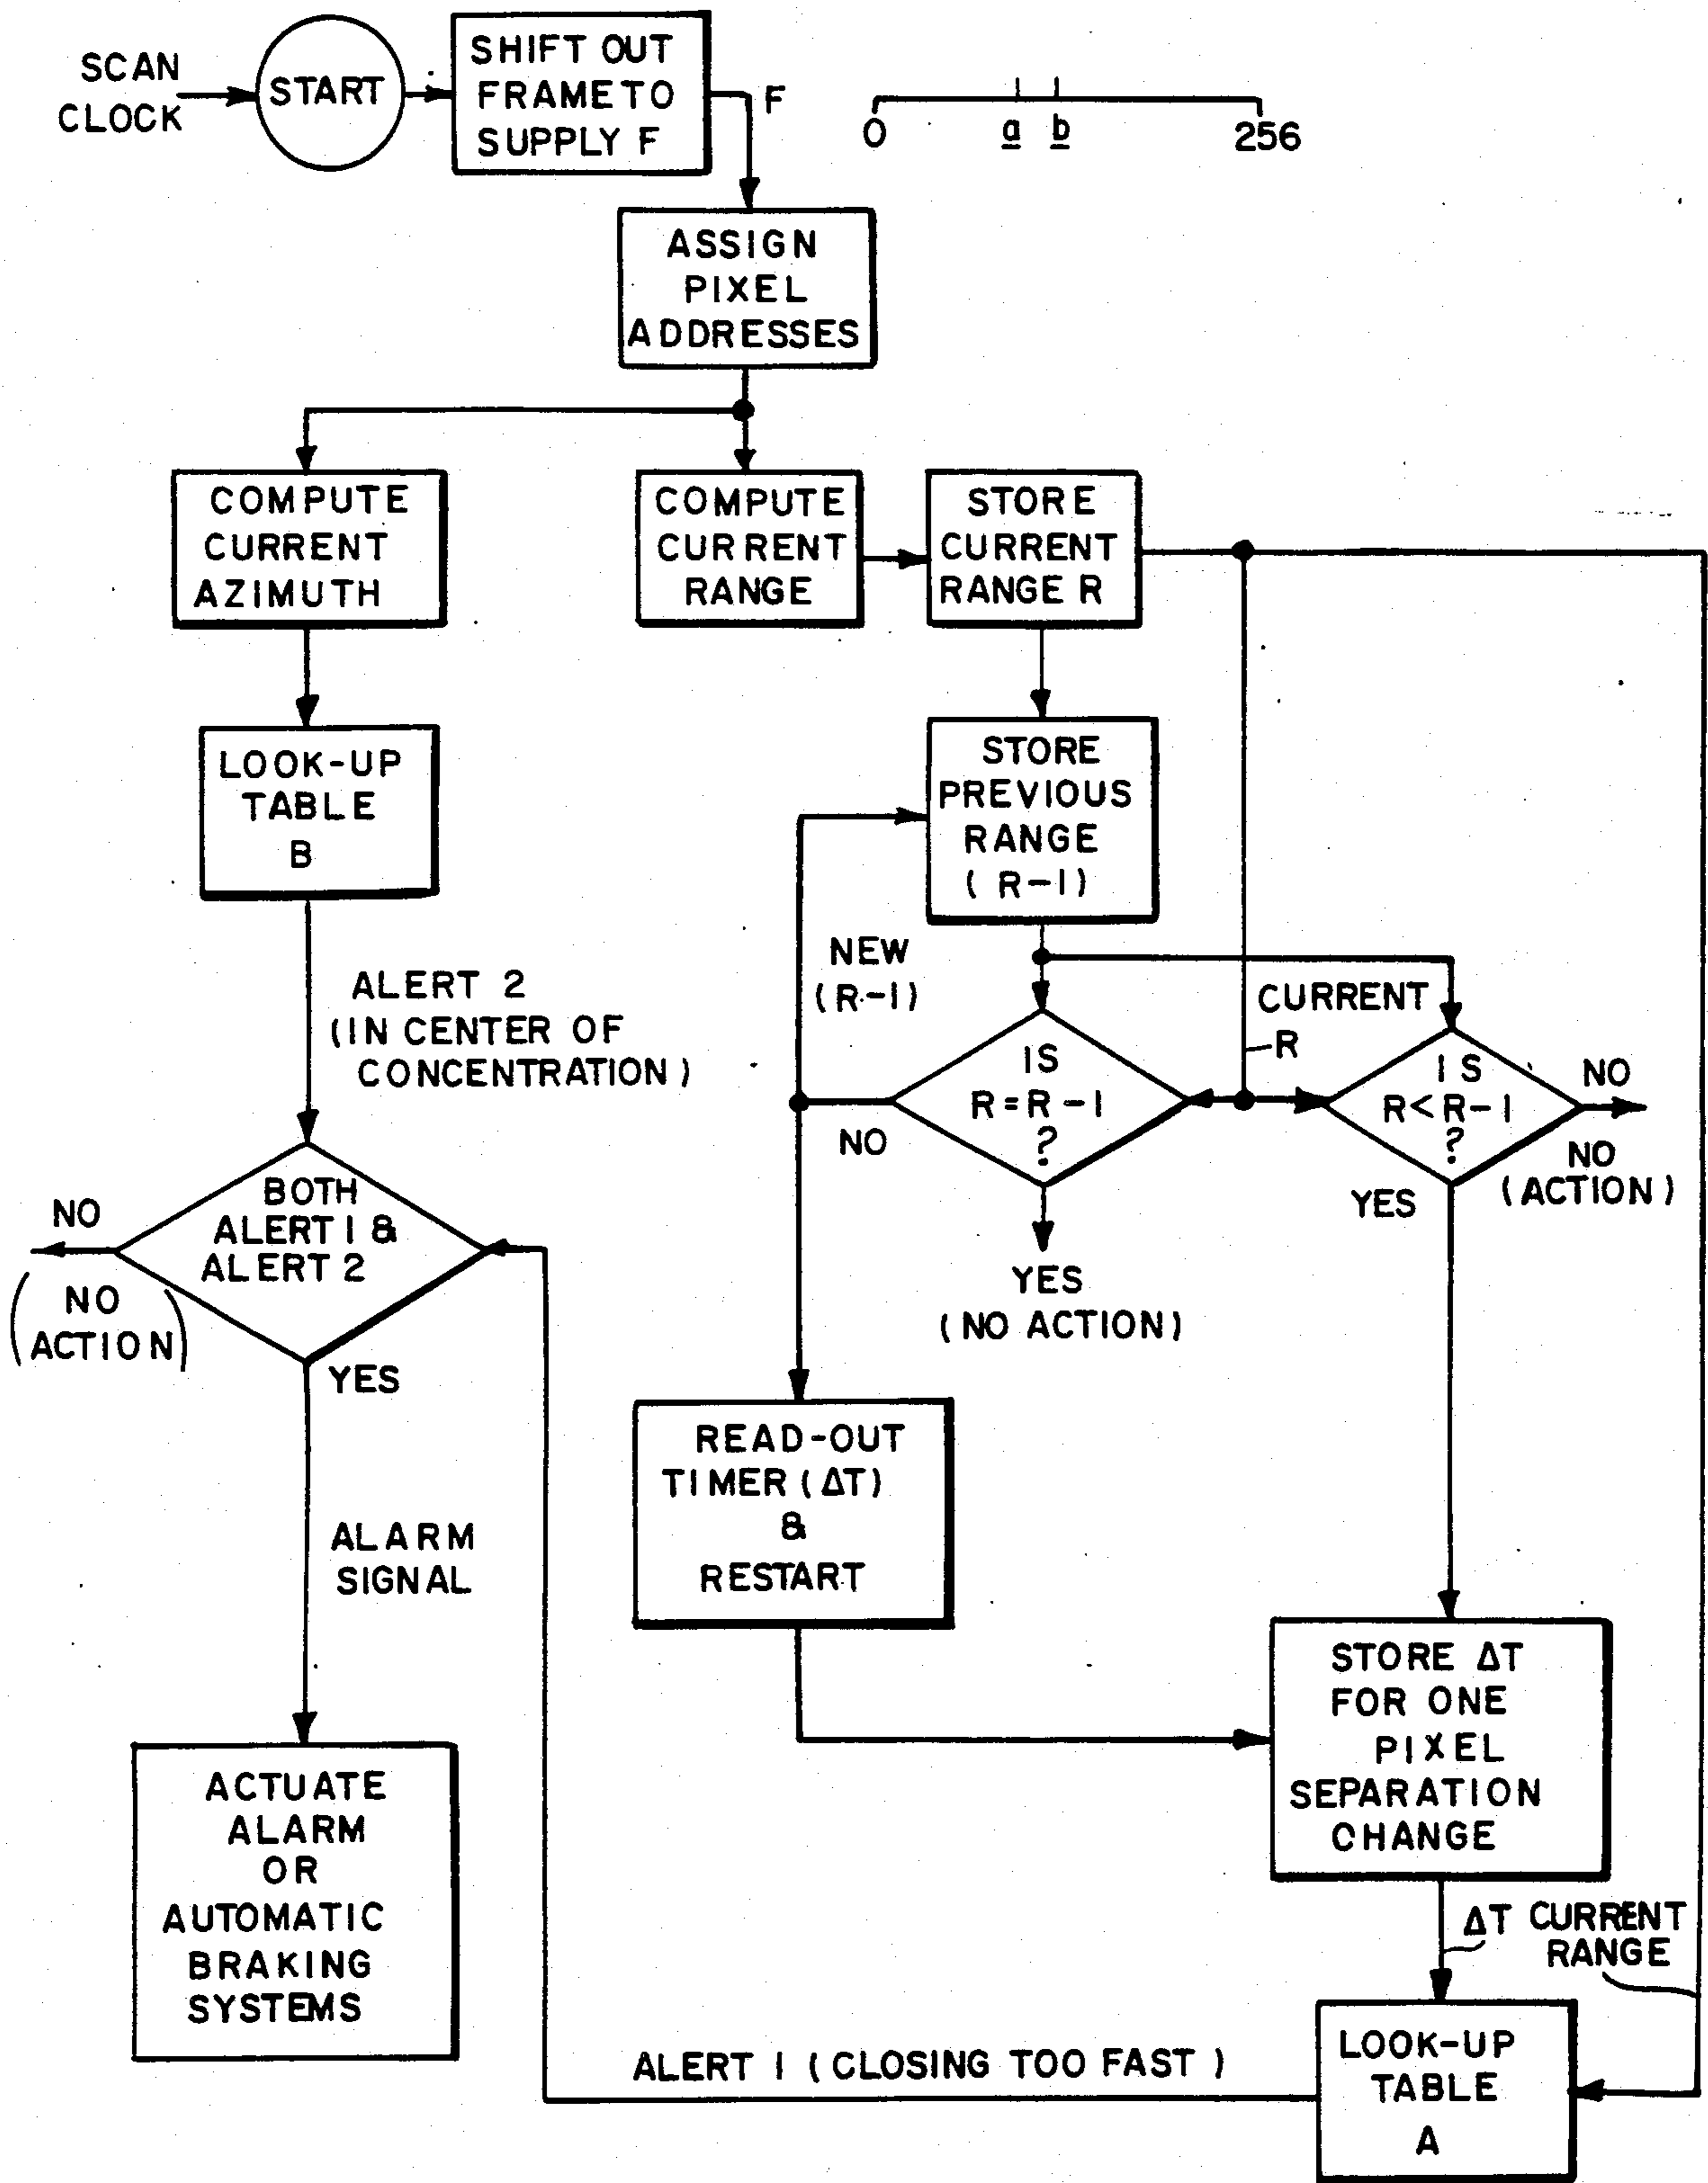 SCAN
CLOCK
START
SHIFT OUT
FRAME TO
SUPPLY F
F
0
a
b
256
ASSIGN
PIXEL
ADDRESSES
COMPUTE
CURRENT
AZIMUTH
COMPUTE
CURRENT
RANGE
STORE
CURRENT
RANGE R
LOOK-UP
TABLE
B
STORE
PREVIOUS
RANGE
(R-1)
NEW
(R-1)
CURRENT
R
ALERT 2
(IN CENTER OF
CONCENTRATION)
IS
R=R-1
?
NO
YES
(NO ACTION)
IS
R<R-1
?
NO
NO
(ACTION)
YES
BOTH
ALERT 1 &
ALERT 2
NO
(NO
ACTION)
YES
READ-OUT
TIMER (ΔT)
&
RESTART
ALARM
SIGNAL
STORE ΔT
FOR ONE
PIXEL
SEPARATION
CHANGE
ACTUATE
ALARM
OR
AUTOMATIC
BRAKING
SYSTEMS
ΔT
CURRENT
RANGE
ALERT 1 (CLOSING TOO FAST)
LOOK-UP
TABLE
A